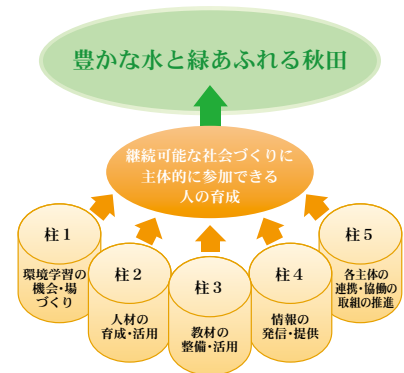 豊かな水と緑あふれる秋田
継続可能な社会づくりに
主体的に参加できる
人の育成
柱1
環境学習の
機会・場
づくり
柱2
人材の
育成・活用
柱3
教材の
整備・活用
柱4
情報の
発信・提供
柱5
各主体の
連携・協働の
取組の推進